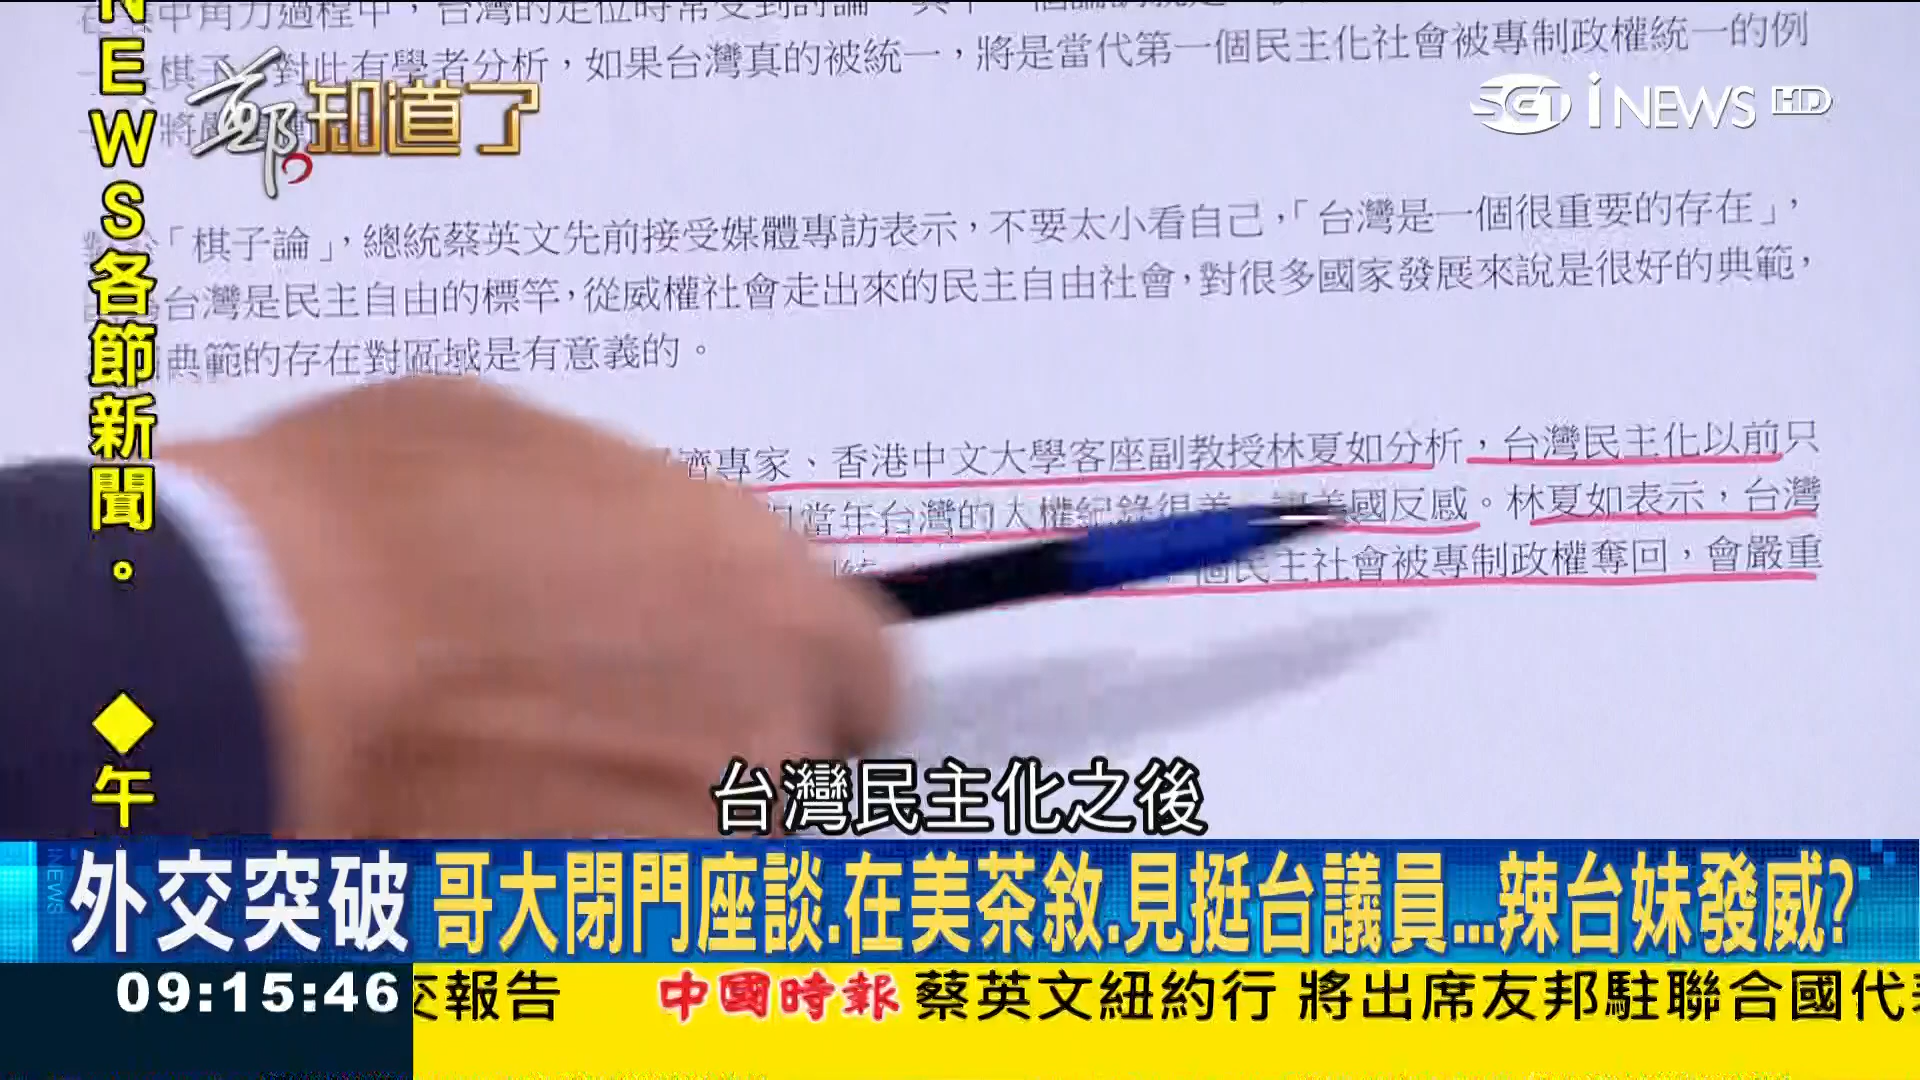 中角力過程中，台灣的定位時常受到討論
棋子 對此有學者分析，如果台灣真的被統一，將是當代第一個民主化社會被專制政權統一的例
將嚴
鄭知道了
SET iNEWS HD
「棋子論」，總統蔡英文先前接受媒體專訪表示，不要太小看自己，「台灣是一個很重要的存在」，
台灣是民主自由的標竿，從威權社會走出來的民主自由社會，對很多國家發展來說是很好的典範，
典範的存在對區域是有意義的。
濟專家、香港中文大學客座副教授林夏如分析，台灣民主化以前只
當年台灣的人權紀錄很差，讓美國反感。林夏如表示，台灣
個民主社會被專制政權奪回，會嚴重
NEWS各節新聞。 ◆午
台灣民主化之後
NEWS
外交突破 哥大閉門座談.在美茶敘.見挺台議員...辣台妹發威?
09:15:46 交報告 中國時報 蔡英文紐約行 將出席友邦駐聯合國代